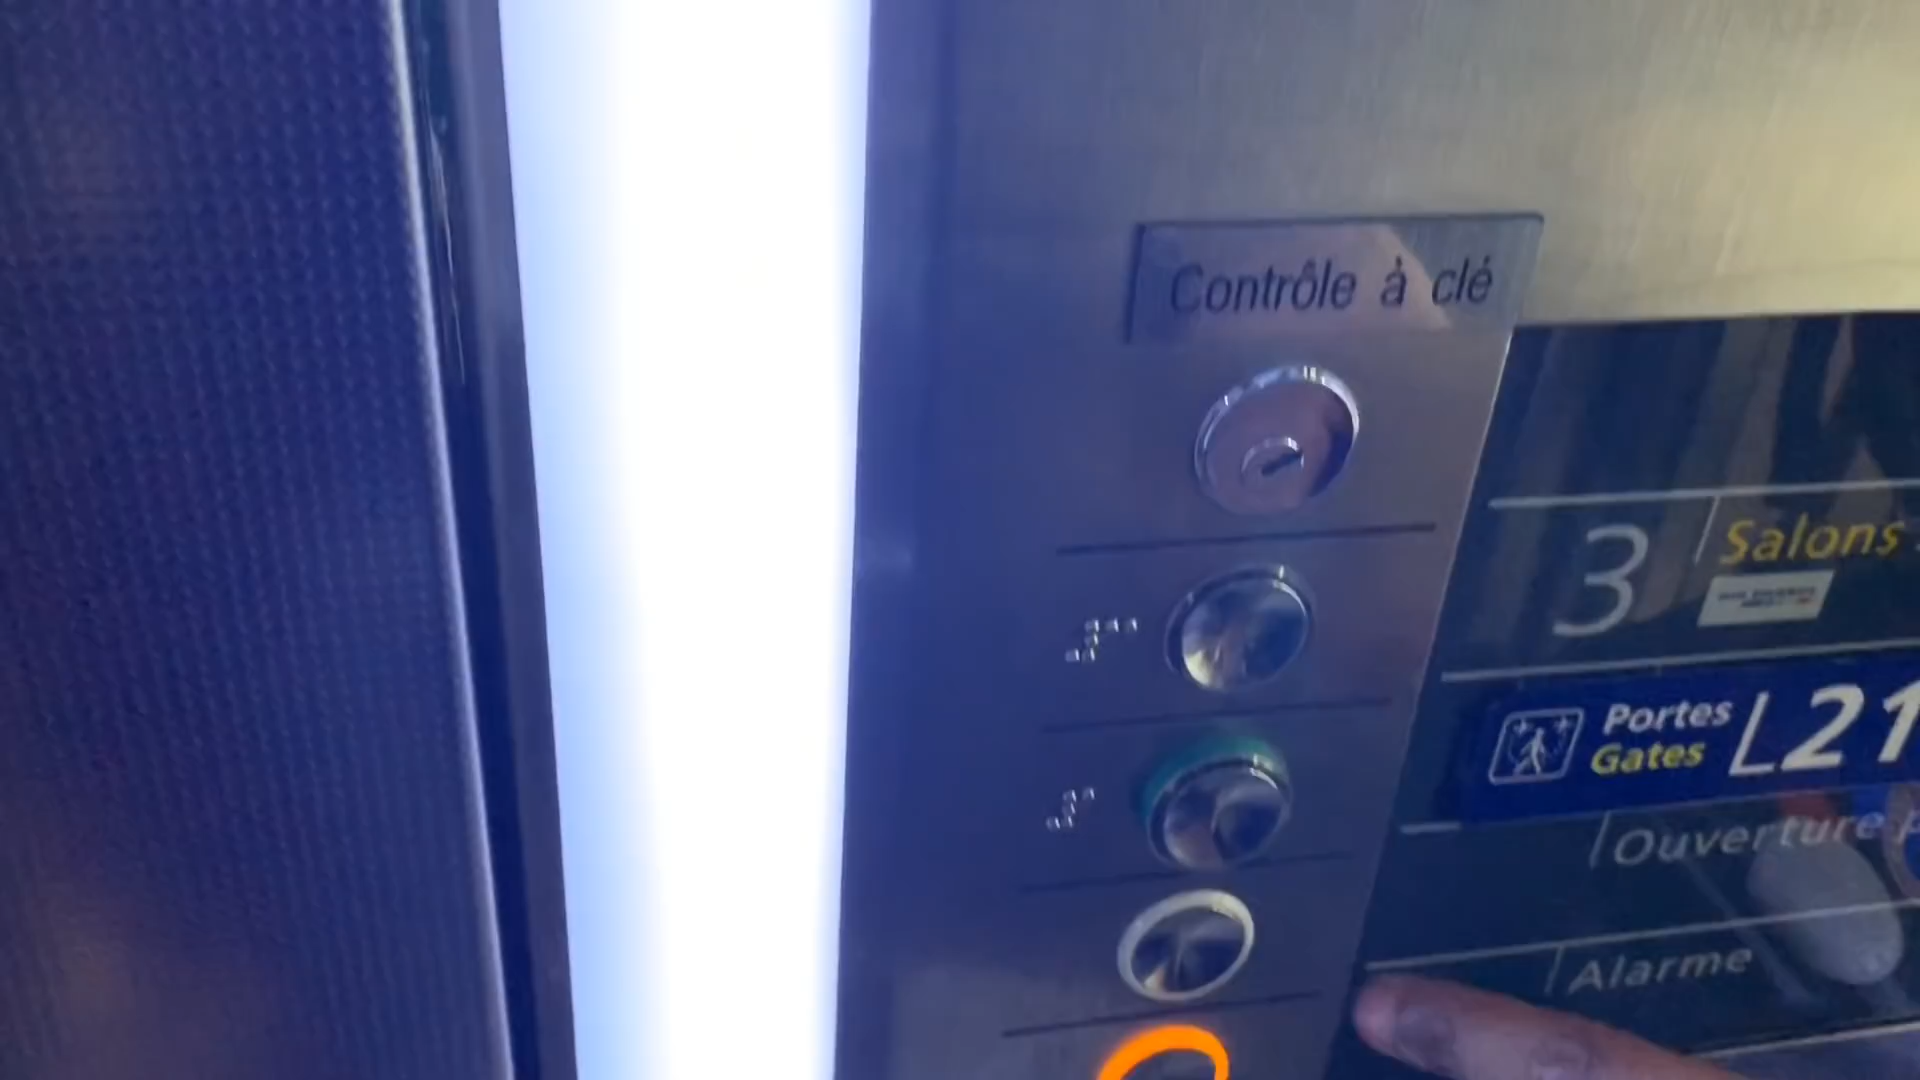 Contrôle à clé
3 Salons
Portes
Gates
L21
Ouverture p
Alarme